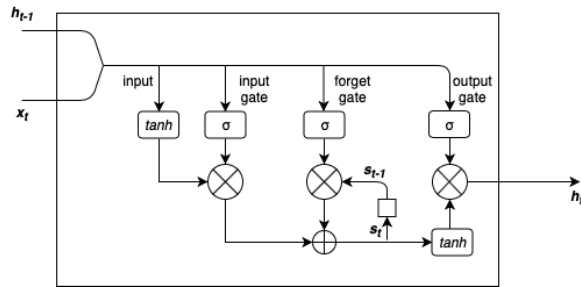 h_{t-1}
x_t
input
input
gate
forget
gate
output
gate
tanh
σ
σ
σ
s_{t-1}
s_t
tanh
h_t